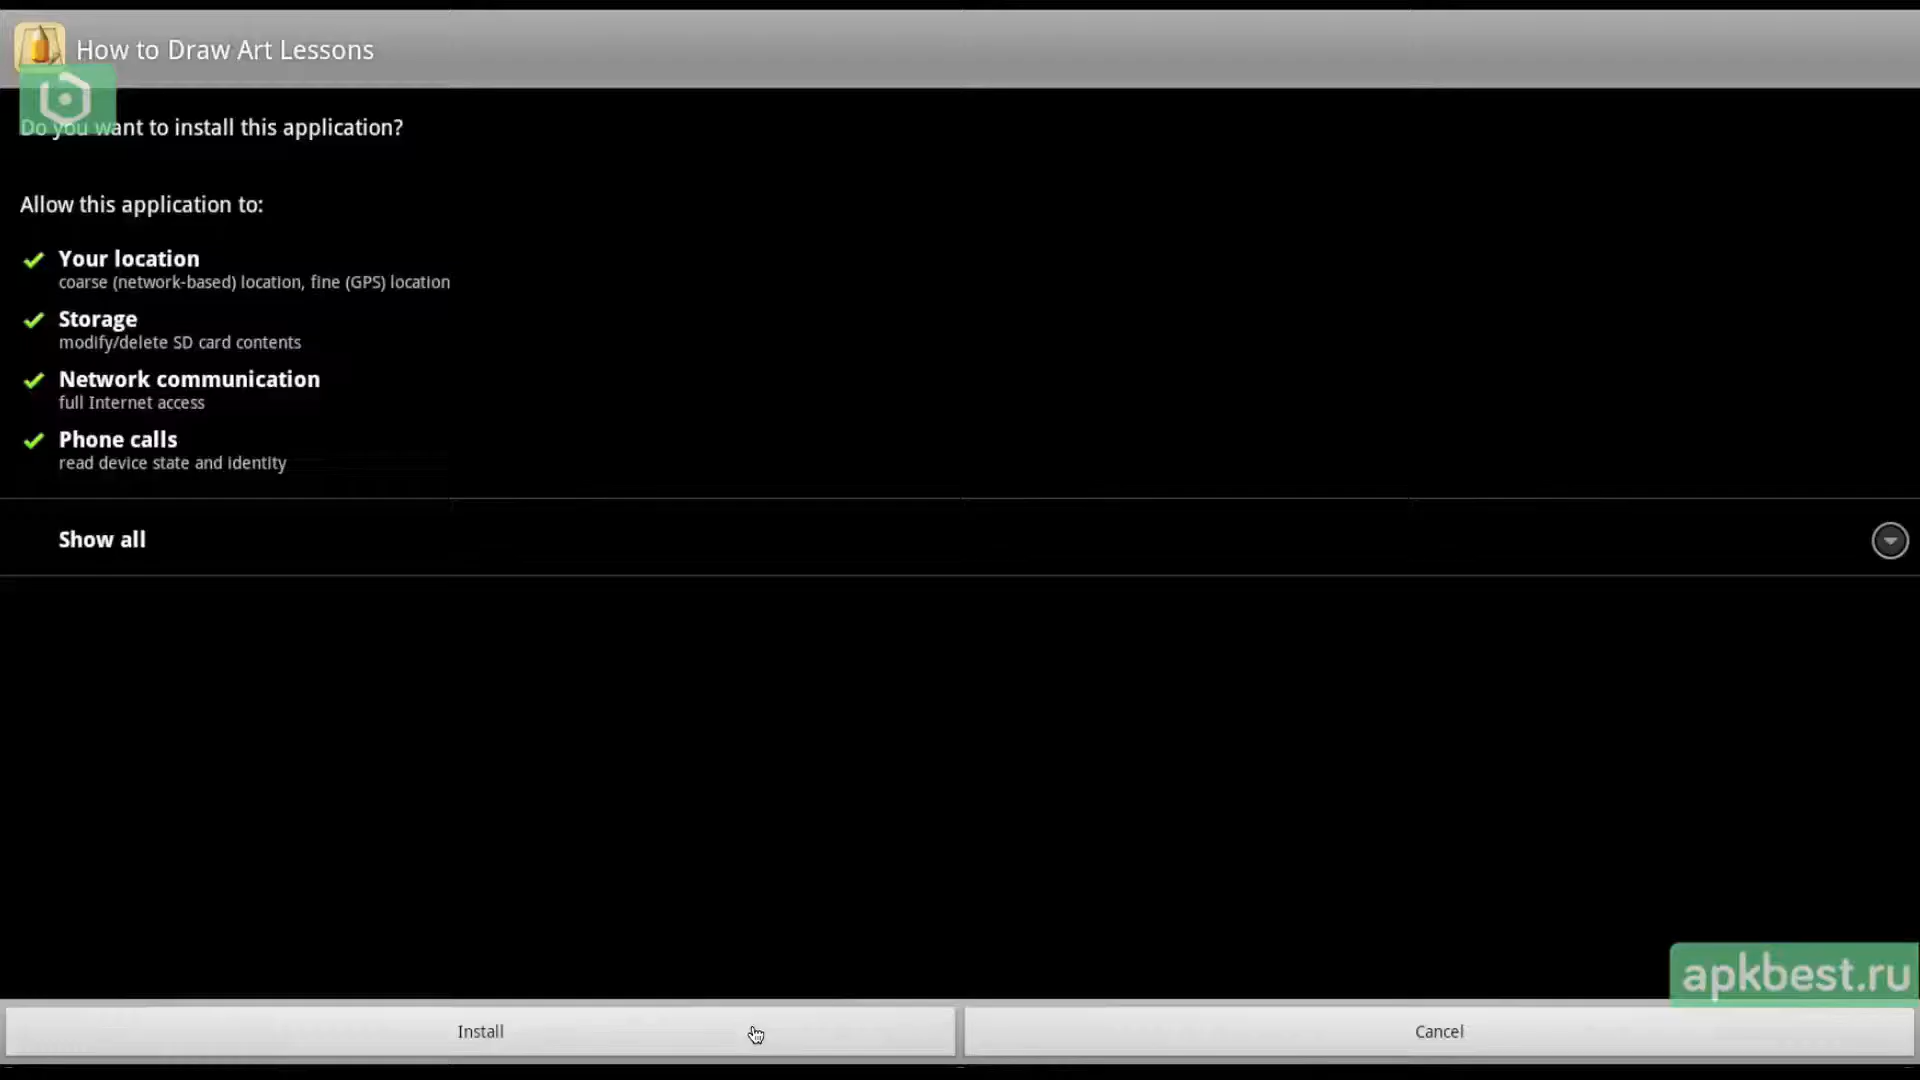 How to Draw Art Lessons
Do you want to install this application?
Allow this application to:
Your location
coarse (network-based) location, fine (GPS) location
Storage
modify/delete SD card contents
Network communication
full Internet access
Phone calls
read device state and identity
Show all
apkbest.ru
Install
Cancel